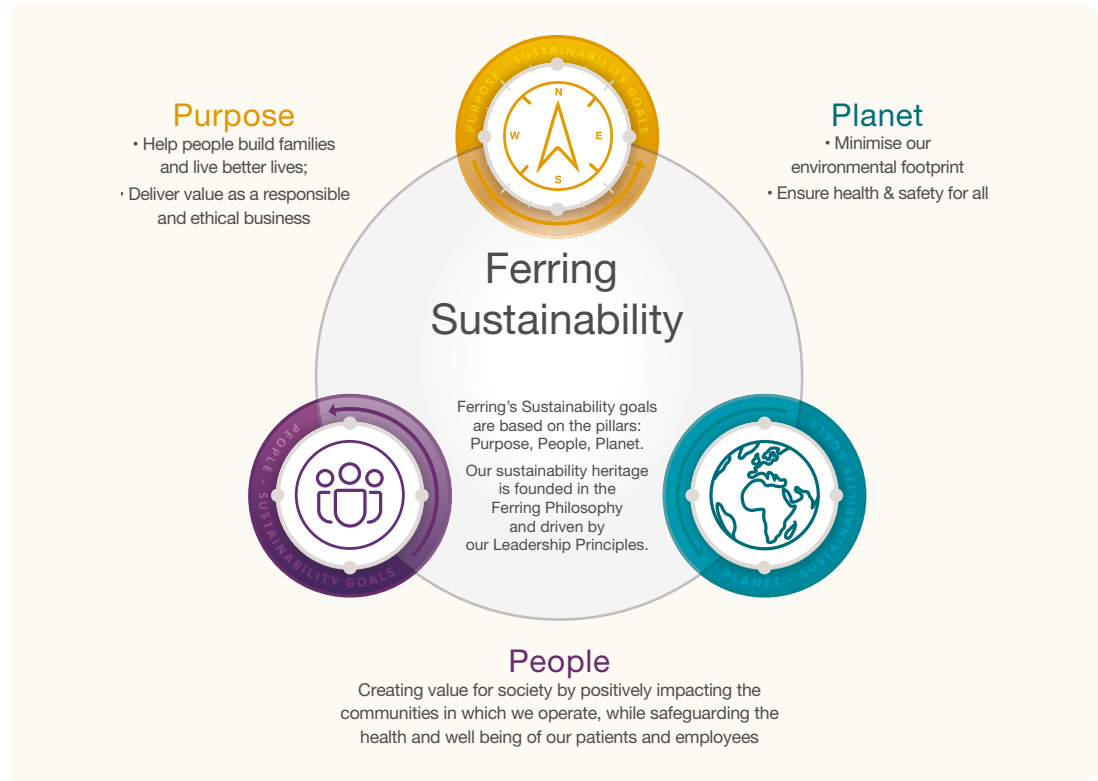 PURPOSE - SUSTAINABILITY GOALS
N
W
E
S
Purpose
• Help people build families
and live better lives;
• Deliver value as a responsible
and ethical business
Planet
• Minimise our
environmental footprint
• Ensure health & safety for all
Ferring
Sustainability
Ferring's Sustainability goals
are based on the pillars:
Purpose, People, Planet.
Our sustainability heritage
is founded in the
Ferring Philosophy
and driven by
our Leadership Principles.
PEOPLE - SUSTAINABILITY GOALS
PLANET - SUSTAINABILITY GOALS
People
Creating value for society by positively impacting the
communities in which we operate, while safeguarding the
health and well being of our patients and employees